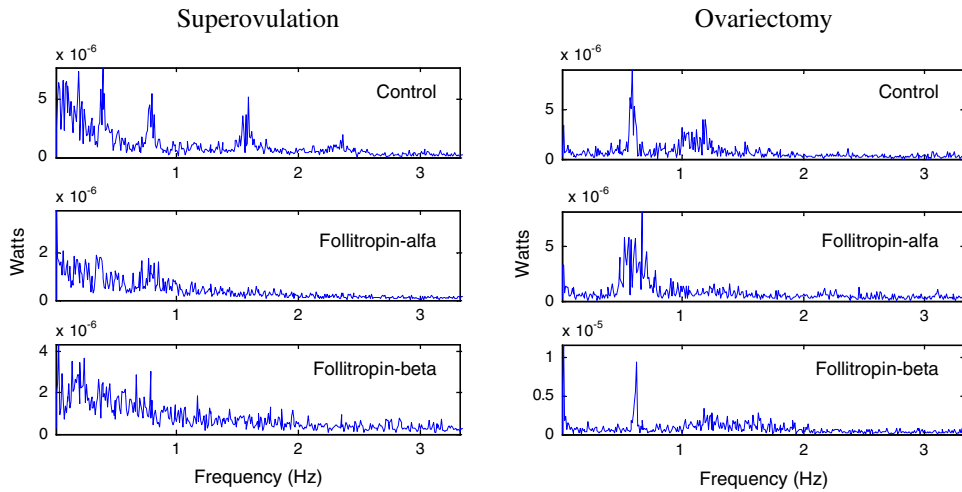 Superovulation
x 10⁻⁶
Control
5
0
1
2
3
x 10⁻⁶
Follitropin-alfa
2
0
1
2
3
x 10⁻⁶
Follitropin-beta
4
2
0
1
2
3
Watts
Frequency (Hz)
Ovariectomy
x 10⁻⁶
Control
5
0
1
2
3
x 10⁻⁶
Follitropin-alfa
5
0
1
2
3
x 10⁻⁵
Follitropin-beta
1
0.5
0
1
2
3
Watts
Frequency (Hz)